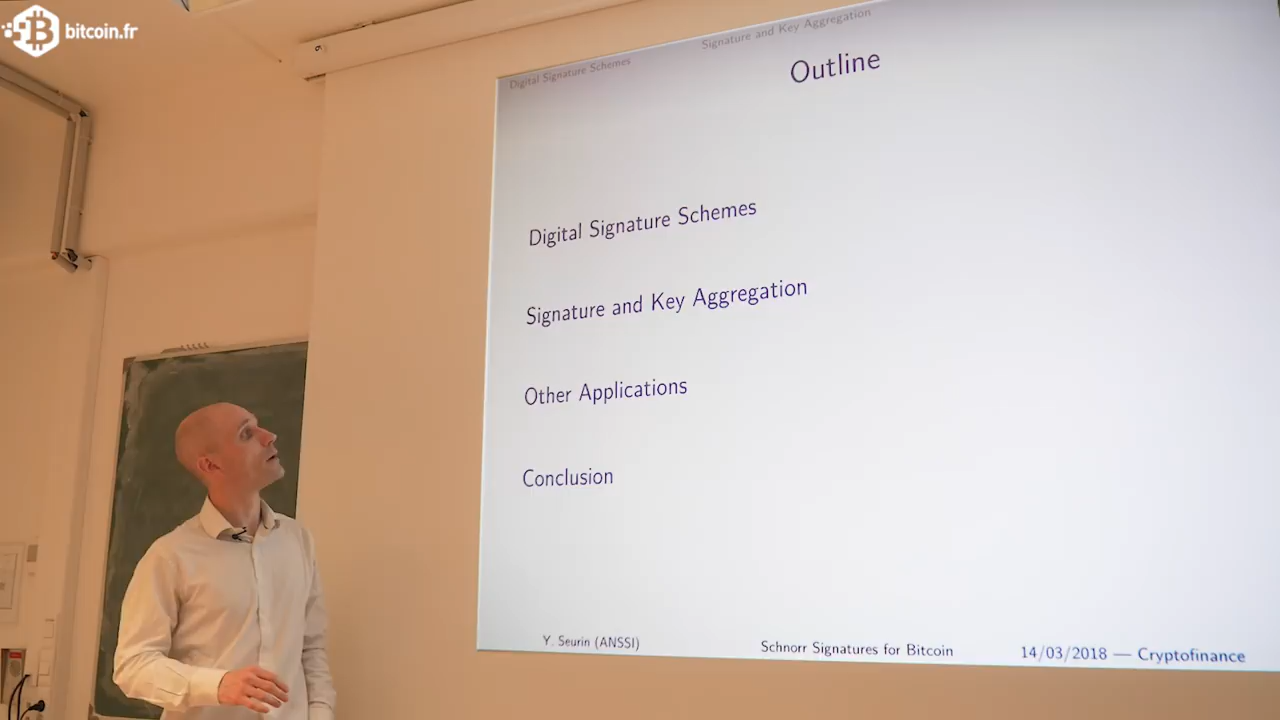 bitcoin.fr
Digital Signature Schemes
Signature and Key Aggregation
Outline
Digital Signature Schemes
Signature and Key Aggregation
Other Applications
Conclusion
Y. Seurin (ANSSI)
Schnorr Signatures for Bitcoin
14/03/2018 — Cryptofinance